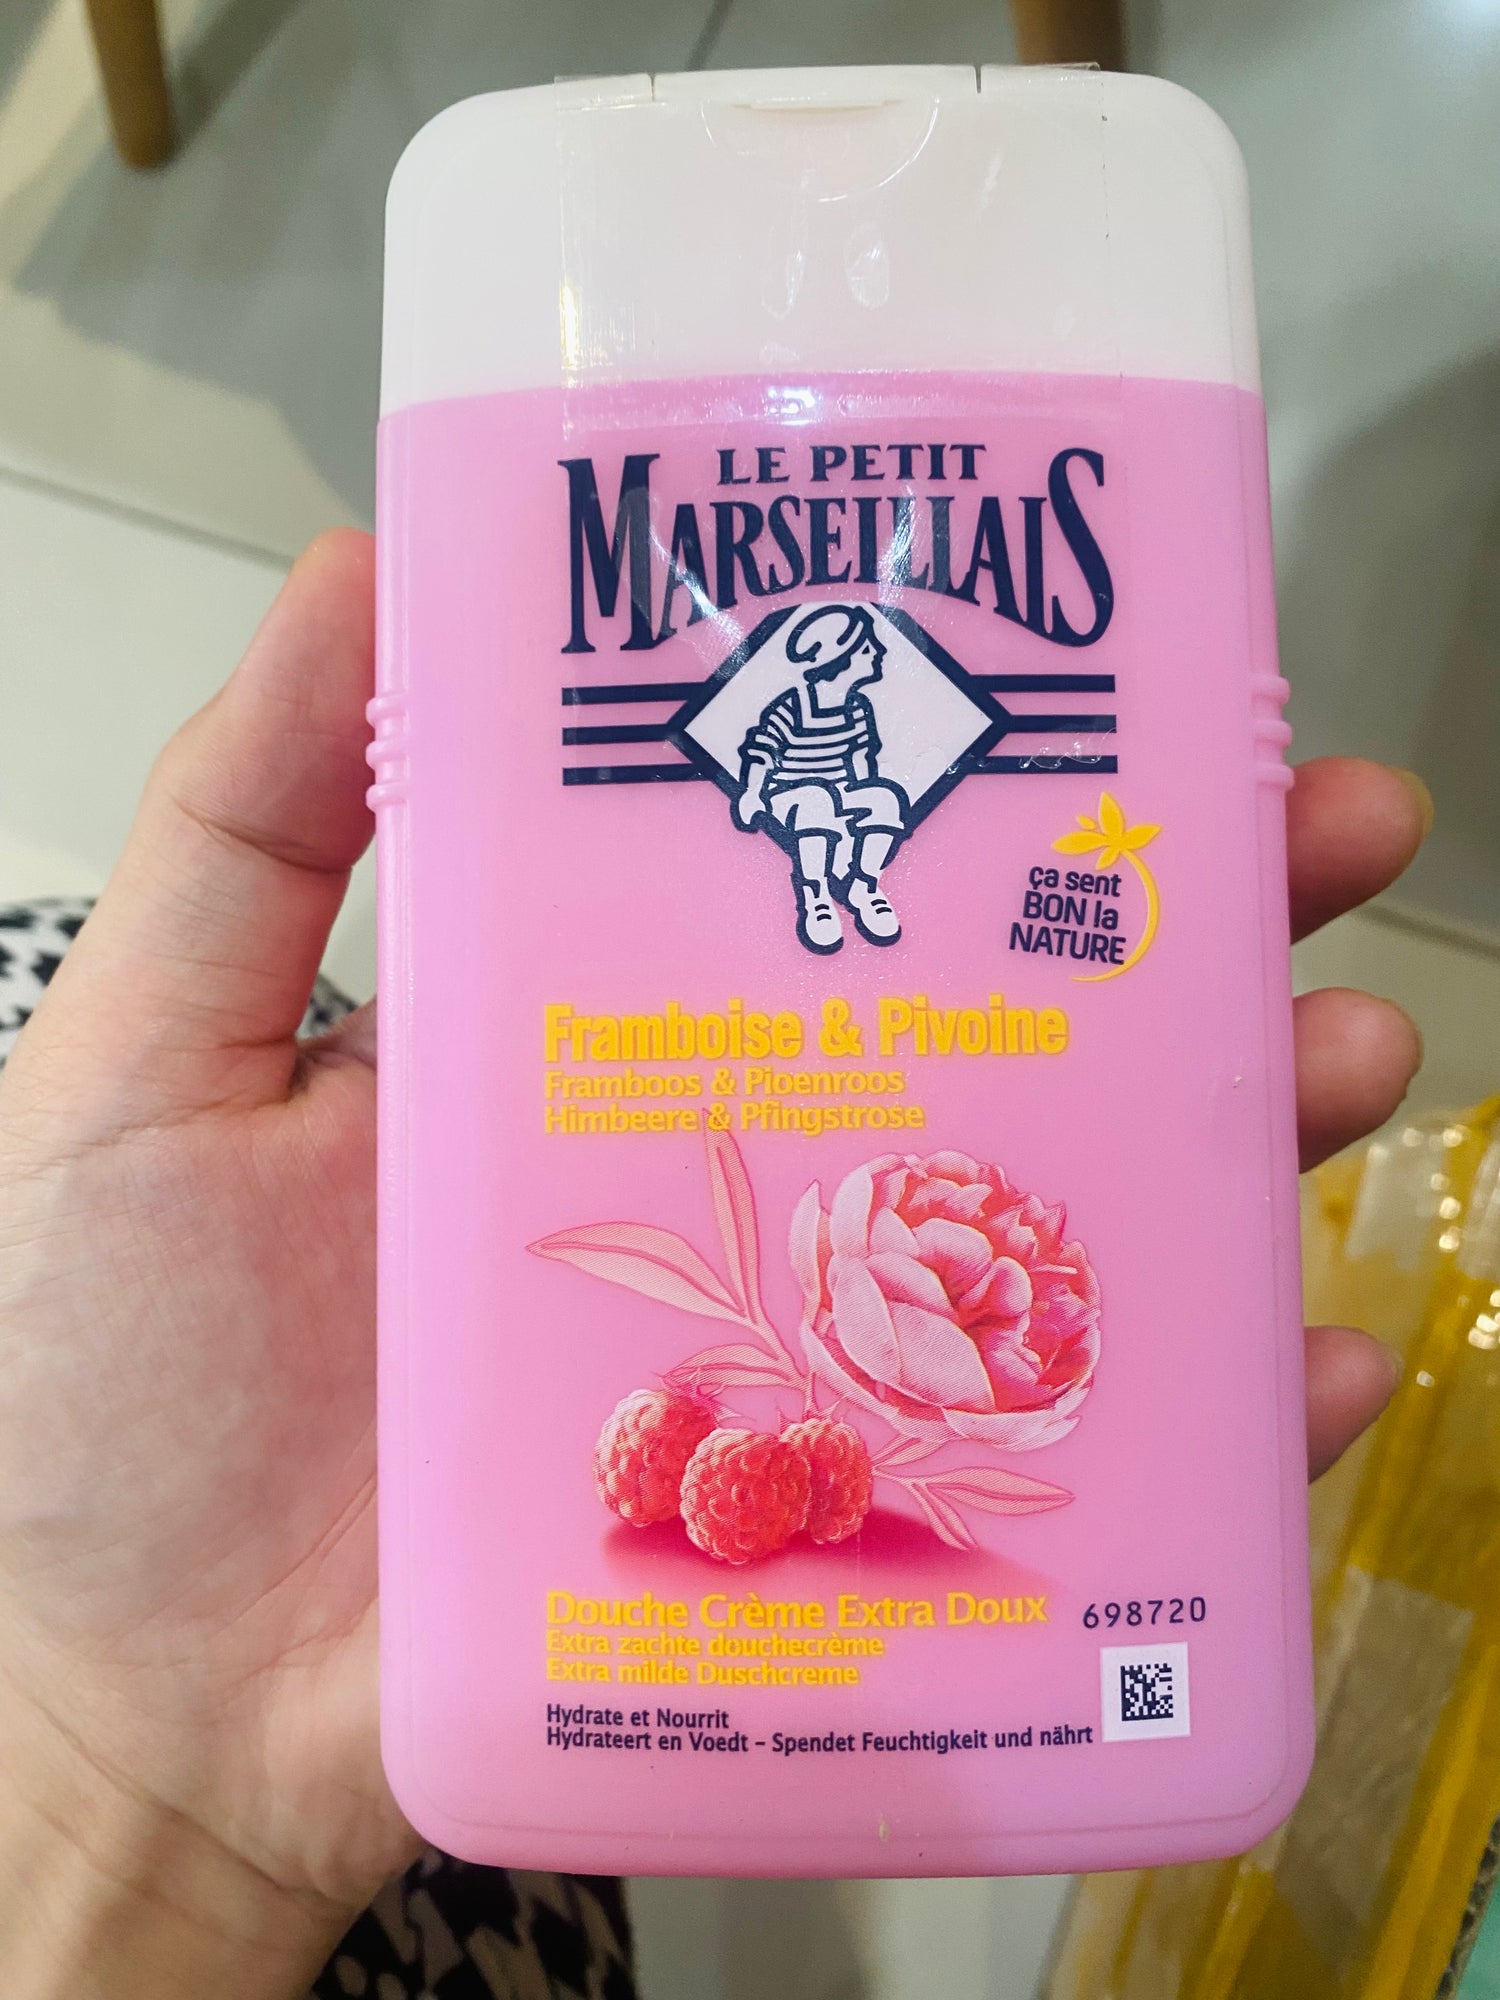 LE PETIT
MARSEILLAIS
ça sent
BON la
NATURE
Framboise & Pivoine
Framboos & Pioenroos
Himbeere & Pfingstrose
Douche Crème Extra Doux
698720
Extra zachte douchecrème
Extra milde Duschcreme
Hydrate et Nourrit
Hydrateert en Voedt – Spendet Feuchtigkeit und nährt